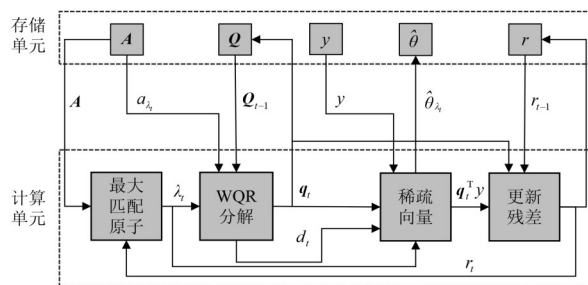 存储
单元
A
Q
y
θ̂
r
A
a_{λ_t}
Q_{t-1}
y
θ̂_{λ_t}
r_{t-1}
计算
单元
最大
匹配
原子
λ_t
WQR
分解
q_t
d_t
稀疏
向量
q_t^T y
更新
残差
r_t